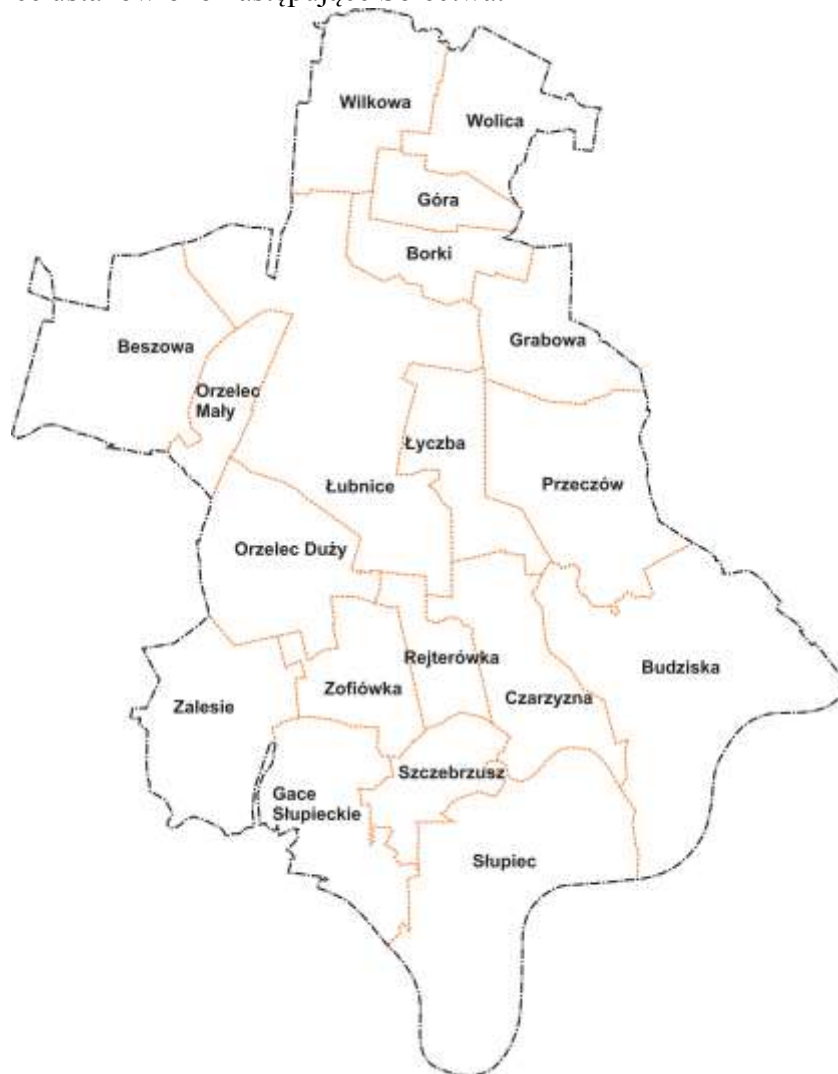 Wilkowa
Wolica
Góra
Borki
Beszowa
Grabowa
Orzelec
Mały
Łyczba
Łubnice
Przeczów
Orzelec Duży
Rejterówka
Budziska
Zofiówka
Czarzyzna
Zalesie
Szczebrzusz
Gace
Słupieckie
Słupiec